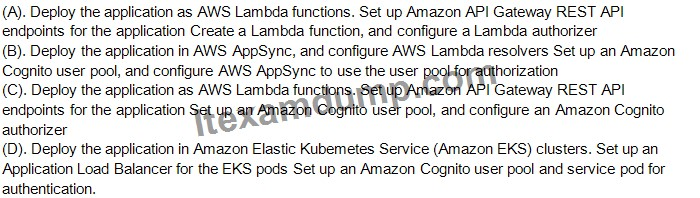 (A). Deploy the application as AWS Lambda functions. Set up Amazon API Gateway REST API
endpoints for the application Create a Lambda function, and configure a Lambda authorizer
(B). Deploy the application in AWS AppSync, and configure AWS Lambda resolvers Set up an Amazon
Cognito user pool, and configure AWS AppSync to use the user pool for authorization
(C). Deploy the application as AWS Lambda functions. Set up Amazon API Gateway REST API
endpoints for the application Set up an Amazon Cognito user pool, and configure an Amazon Cognito
authorizer
(D). Deploy the application in Amazon Elastic Kubemetes Service (Amazon EKS) clusters. Set up an
Application Load Balancer for the EKS pods Set up an Amazon Cognito user pool and service pod for
authentication.
Itexamdump.com